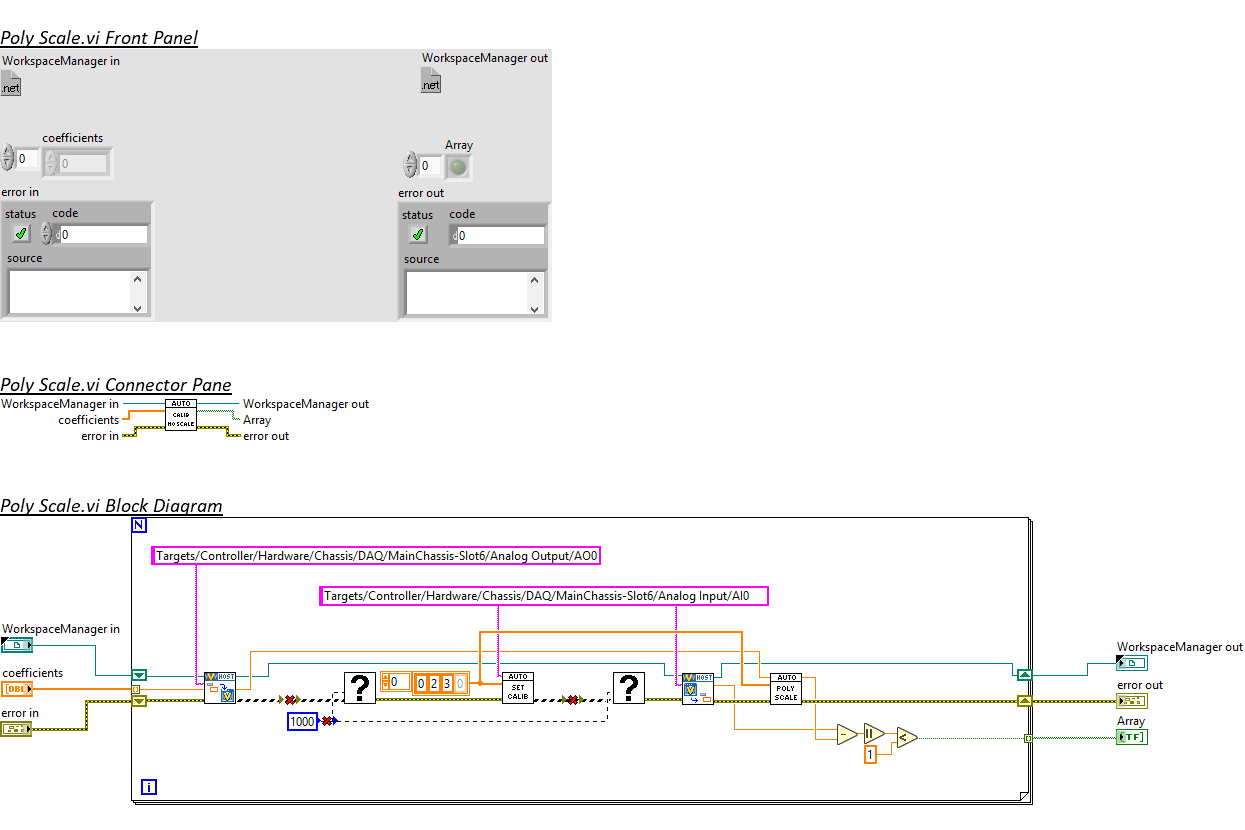 Poly Scale.vi Front Panel
WorkspaceManager in
WorkspaceManager out
.net
.net
coefficients
Array
0
0
0
error in
error out
status
code
status
code
0
d0
source
source
Poly Scale.vi Connector Pane
WorkspaceManager in
AUTO
CALIB
NO SCALE
WorkspaceManager out
coefficients
Array
error in
error out
Poly Scale.vi Block Diagram
N
Targets/Controller/Hardware/Chassis/DAQ/MainChassis-Slot6/Analog Output/AO0
Targets/Controller/Hardware/Chassis/DAQ/MainChassis-Slot6/Analog Input/AI0
WorkspaceManager in
WorkspaceManager out
coefficients
DBL
error in
error out
HOST
?
0
0 2 3 0
AUTO
SET
CALIB
?
HOST
AUTO
POLY
SCALE
1000
Array
TF
- || <
1
i